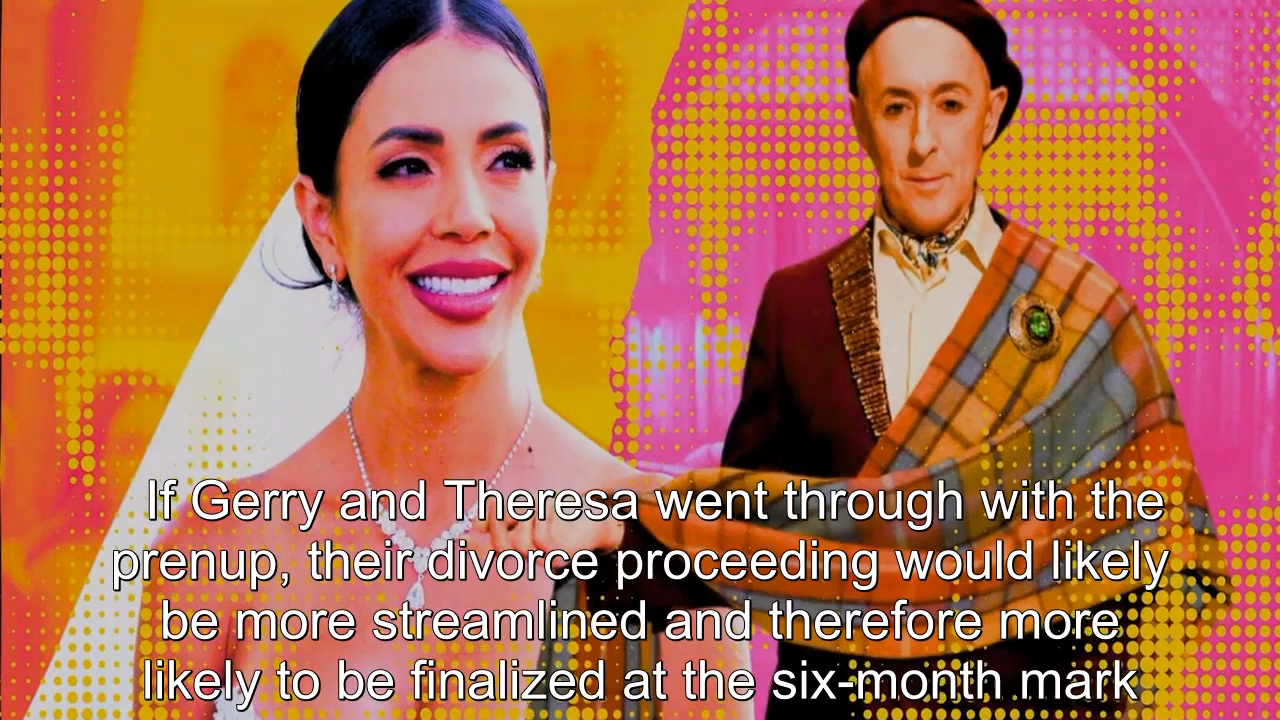 If Gerry and Theresa went through with the
prenup, their divorce proceeding would likely
be more streamlined and therefore more
likely to be finalized at the six-month mark